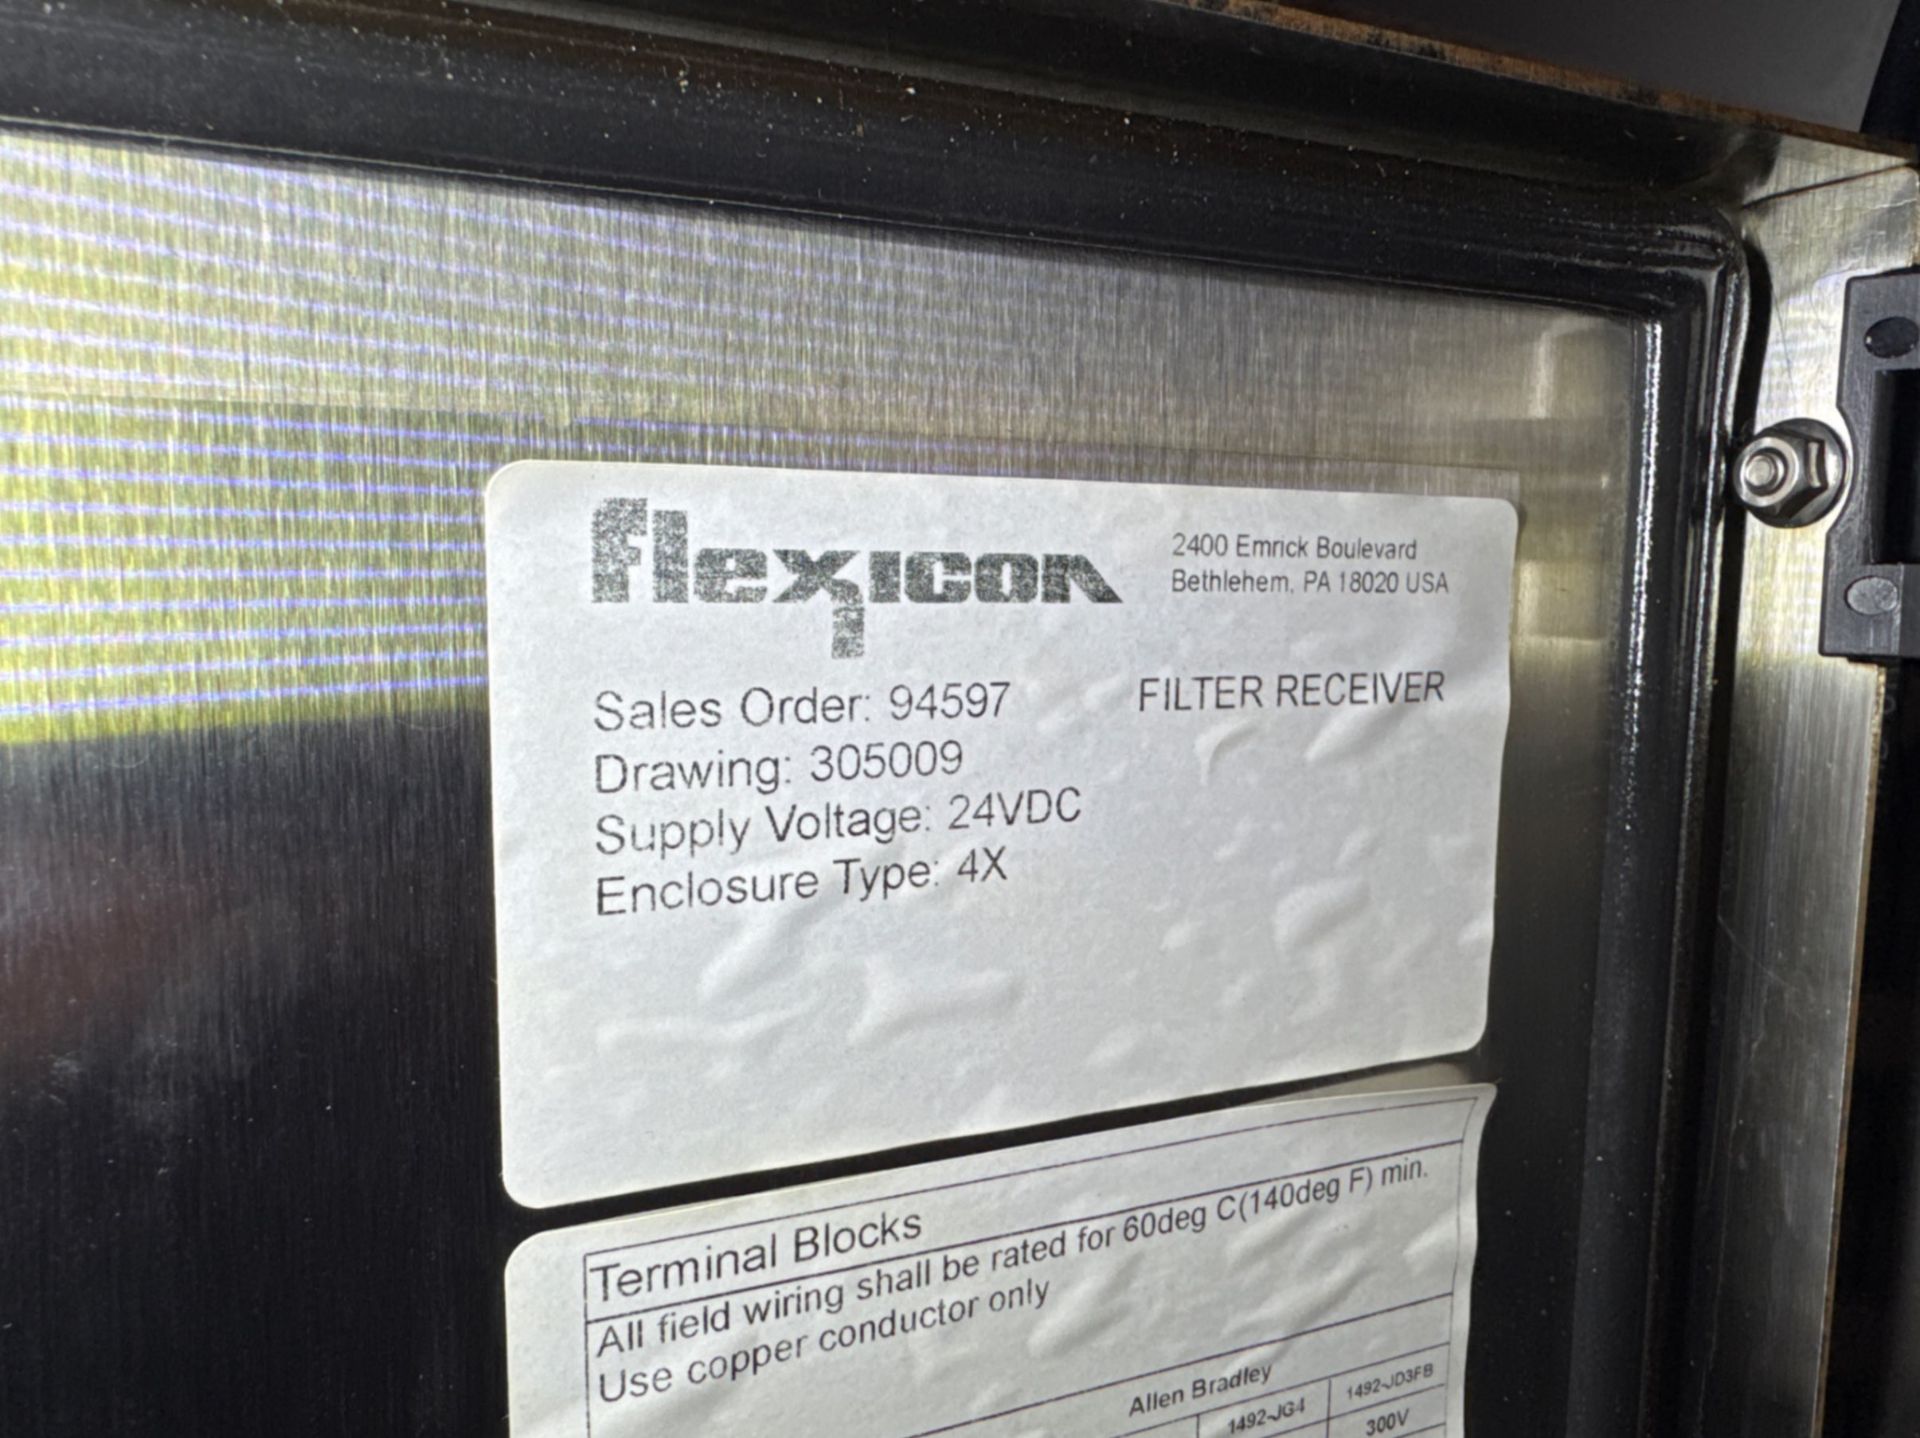 flexicon
2400 Emrick Boulevard
Bethlehem, PA 18020 USA
Sales Order: 94597
FILTER RECEIVER
Drawing: 305009
Supply Voltage: 24VDC
Enclosure Type: 4X
Terminal Blocks
All field wiring shall be rated for 60deg C(140deg F) min.
Use copper conductor only
Allen Bradley
1492-JG4 1492-JD3FB
300V